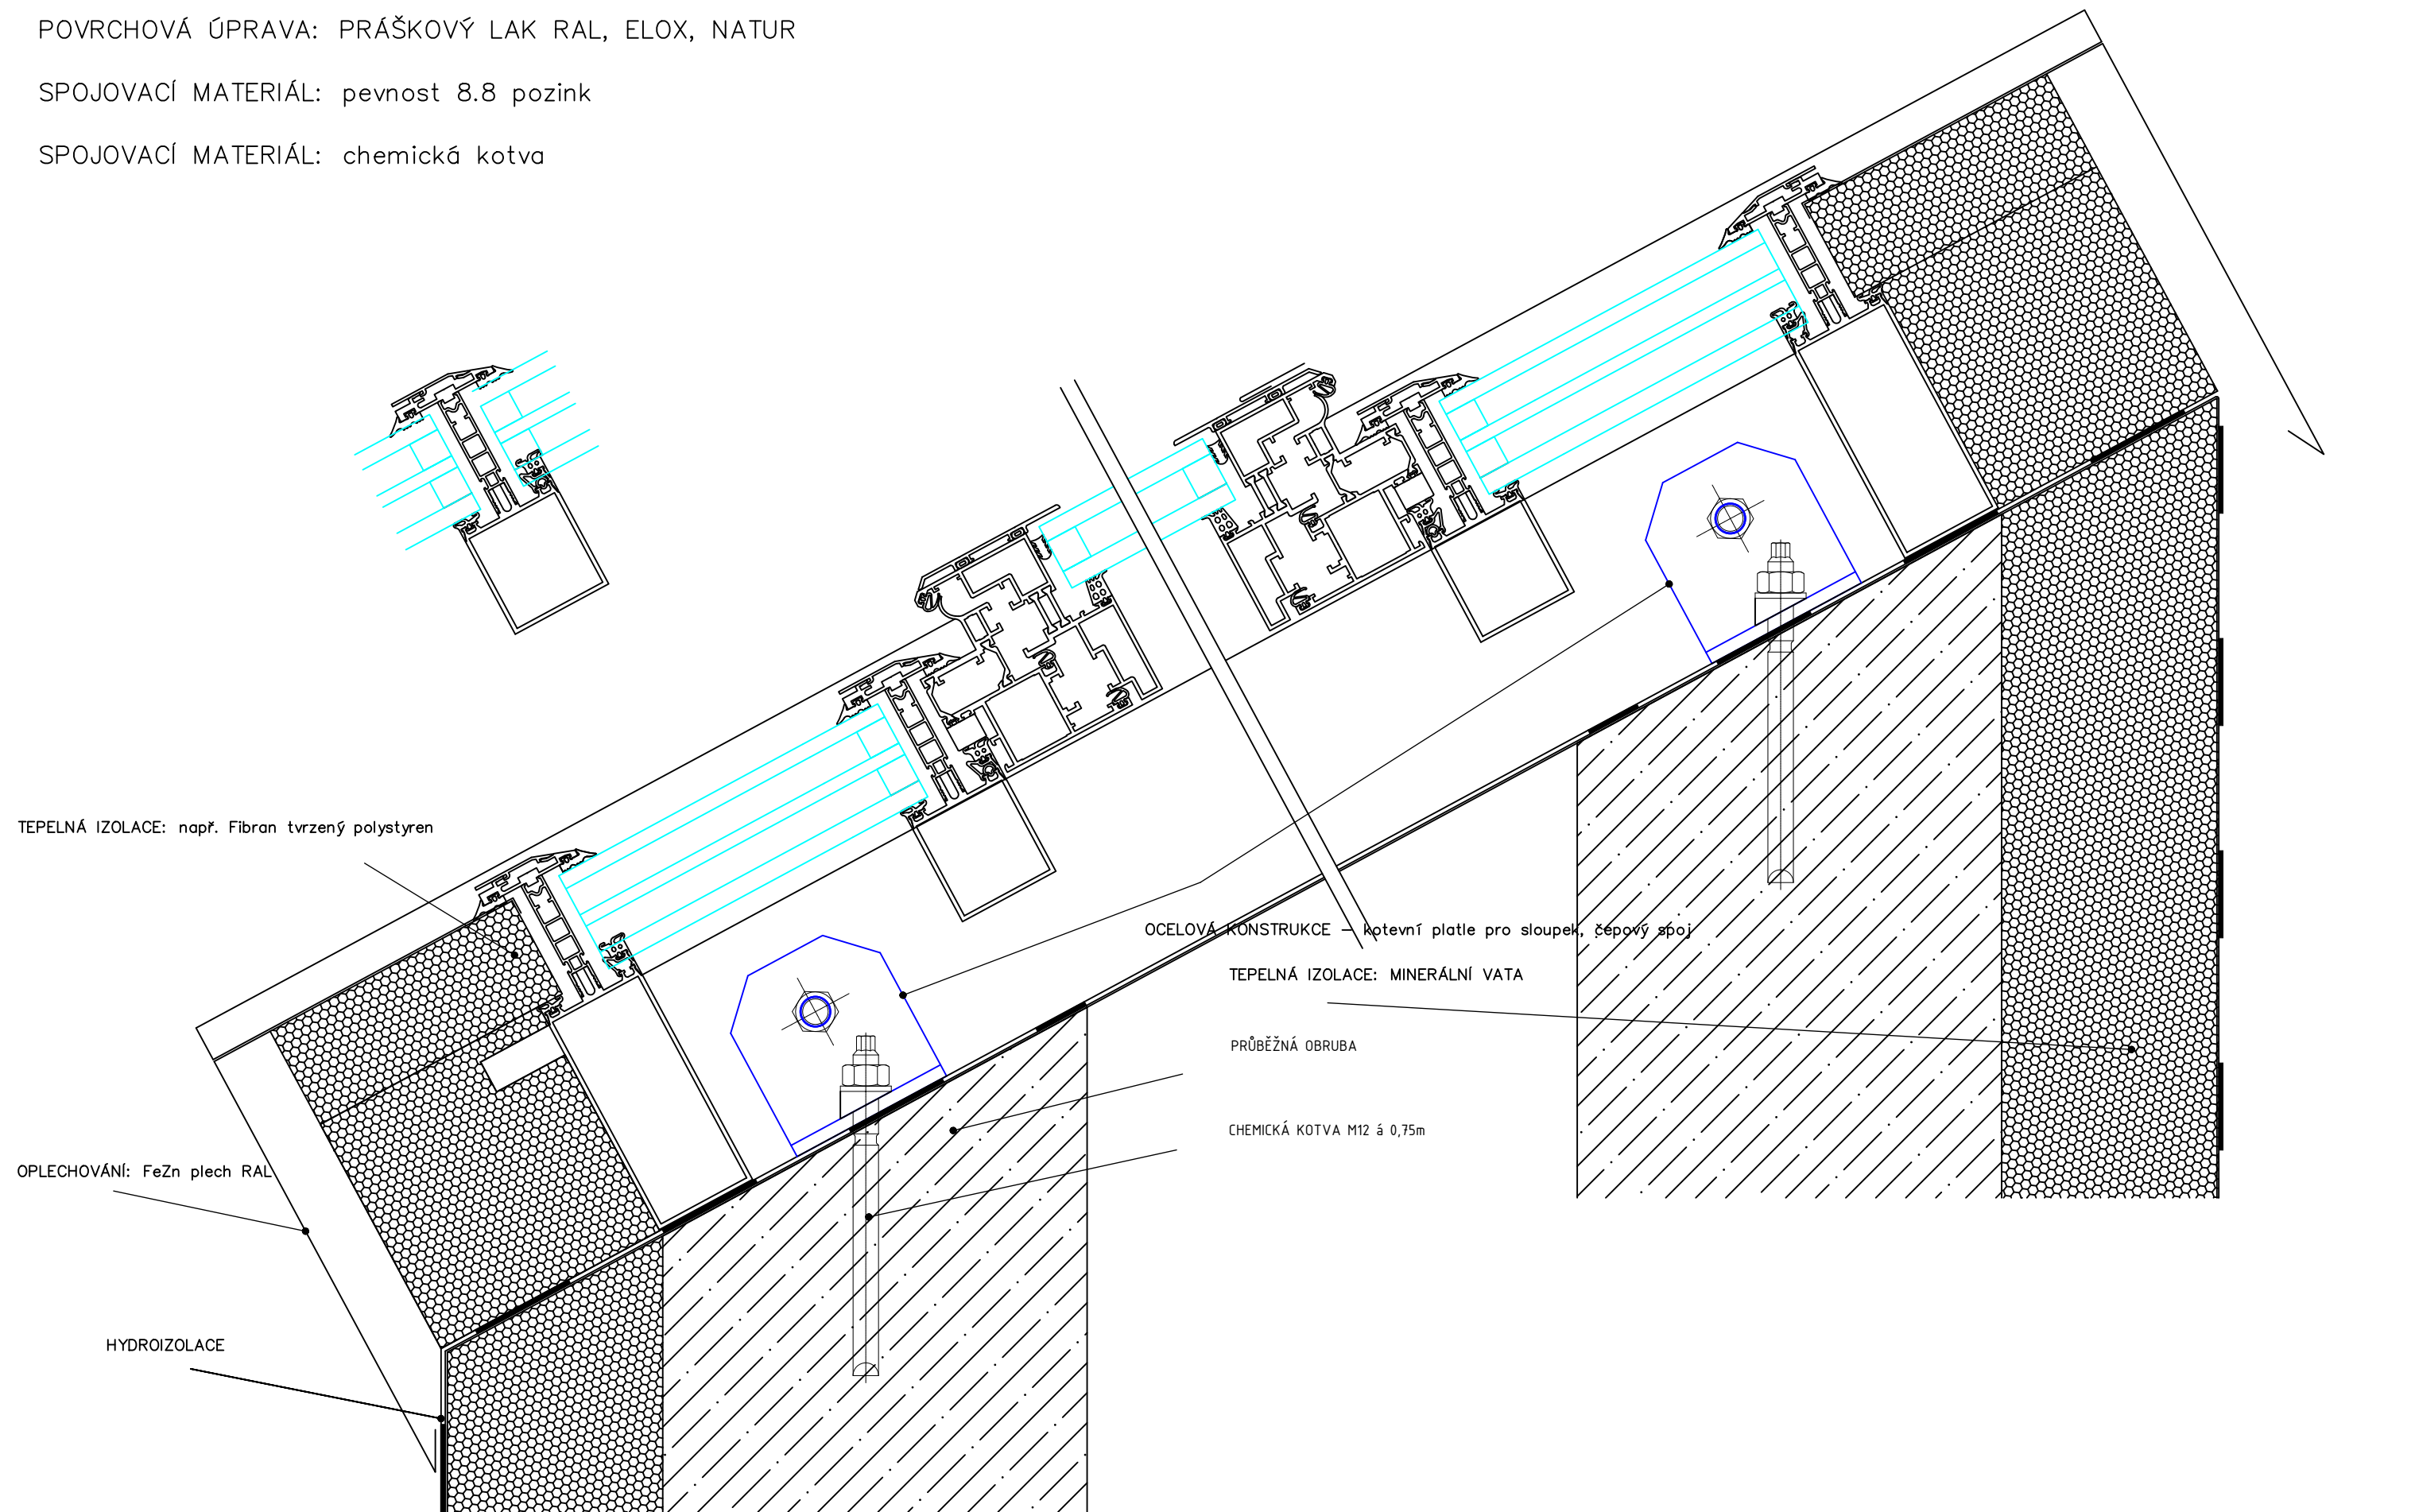 POVRCHOVÁ ÚPRAVA: PRÁŠKOVÝ LAK RAL, ELOX, NATUR
SPOJOVACÍ MATERIÁL: pevnost 8.8 pozink
SPOJOVACÍ MATERIÁL: chemická kotva
TEPELNÁ IZOLACE: např. Fibran tvrzený polystyren
OCELOVÁ KONSTRUKCE – kotevní platle pro sloupek, čepový spoj
TEPELNÁ IZOLACE: MINERÁLNÍ VATA
PRŮBĚŽNÁ OBRUBA
CHEMICKÁ KOTVA M12 á 0,75m
OPLECHOVÁNÍ: FeZn plech RAL
HYDROIZOLACE